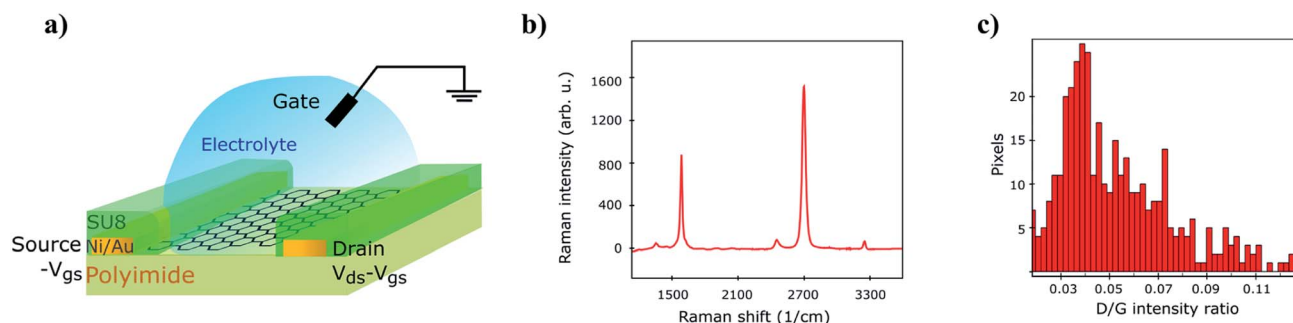 a)
Gate
Electrolyte
SU8
Source
Ni/Au
Drain
-Vgs
Polyimide
Vds-Vgs
b)
Raman intensity (arb. u.)
1600
1200
800
400
0
1500
2100
2700
3300
Raman shift (1/cm)
c)
Pixels
20
15
10
5
0.03
0.05
0.07
0.09
0.11
D/G intensity ratio